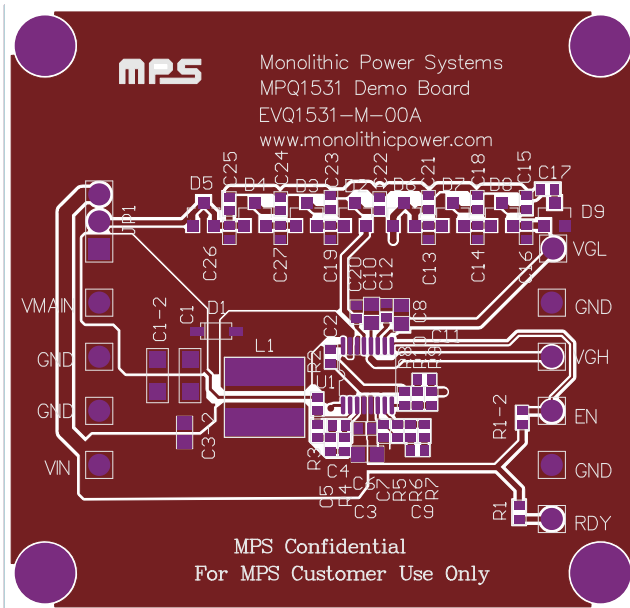 mps
Monolithic Power Systems
MPQ1531 Demo Board
EVQ1531-M-00A
www.monolithicpower.com
C25
C24
C23
C22
C21
C18
C15
C17
D5
D4
D3
D6
D7
D8
D9
JP1
C26
C27
C19
C13
C14
C16
VGL
C20
C10
C12
C8
VMAIN
GND
C1-2
C1
D1
C11
GND
L1
C2
R2
R8
R9
VGH
GND
U1
R1-2
EN
C3-2
VIN
R3
C4
GND
C5
R4
C6
C7
R5
R6
R7
C3
C9
R1
RDY
MPS Confidential
For MPS Customer Use Only